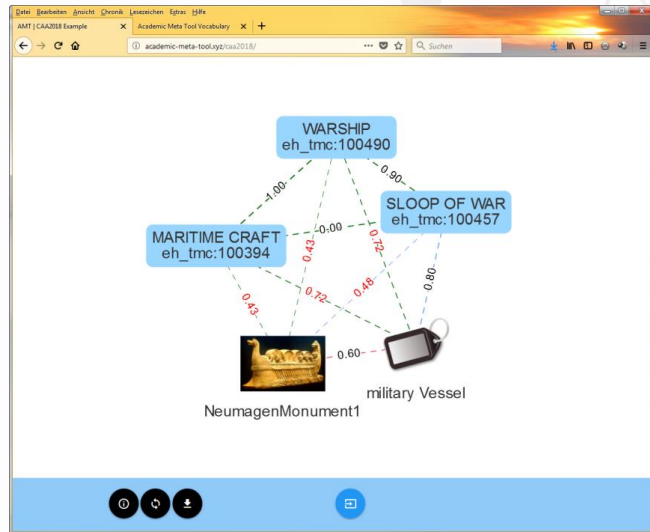 Datei Bearbeiten Ansicht Chronik Lesezeichen Extras Hilfe
AMT | CAA2018 Example × Academic Meta Tool Vocabulary × +
academic-meta-tool.xyz/caa2018/ Suchen
WARSHIP
eh_tmc:100490
1.00
0.90
SLOOP OF WAR
eh_tmc:100457
0.00
MARITIME CRAFT
eh_tmc:100394
0.43
0.72
0.43
0.72
0.48
0.80
0.60
military Vessel
NeumagenMonument1